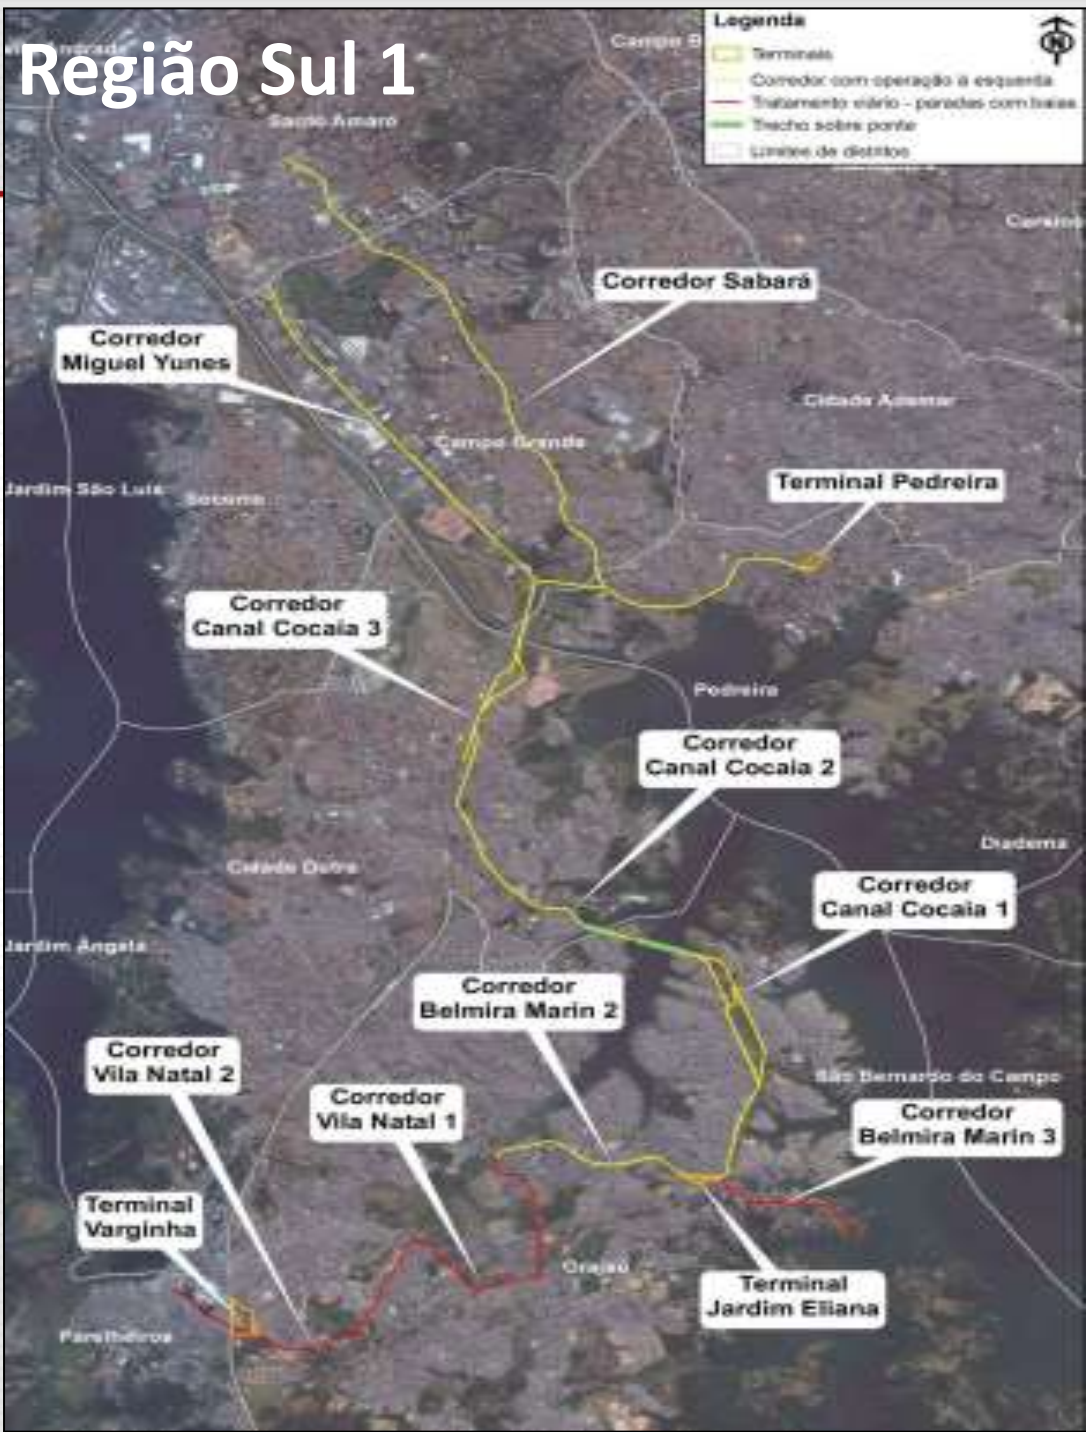 Região Sul 1
Legenda
Terminais
Corredor com operação à esquerda
Tratamento viário - paradas com baias
Trecho sobre ponte
Limites de distritos
Campo B
Santo Amaro
Corredor Sabará
Corredor
Miguel Yunes
Cidade Ademar
Campo Grande
Terminal Pedreira
Jardim São Luis
Socorro
Corredor
Canal Cocaia 3
Pedreira
Corredor
Canal Cocaia 2
Diadema
Cidade Dutra
Corredor
Canal Cocaia 1
Jardim Ângela
Corredor
Belmira Marin 2
Corredor
Vila Natal 2
São Bernardo do Campo
Corredor
Vila Natal 1
Corredor
Belmira Marin 3
Terminal
Varginha
Grajaú
Terminal
Jardim Eliana
Parelheiros